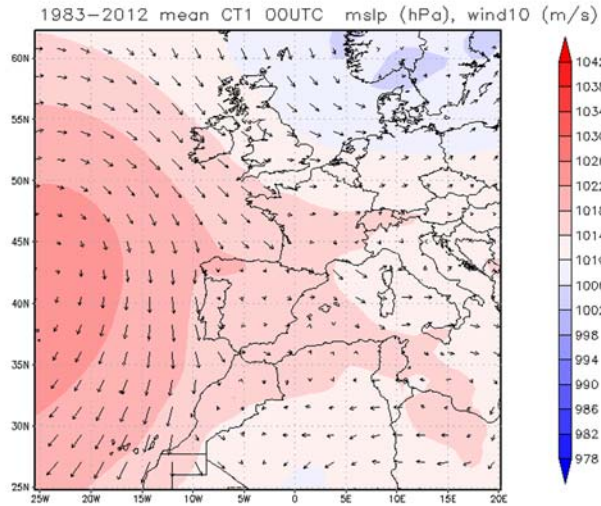 1983-2012 mean CT1 00UTC mslp (hPa), wind10 (m/s)
60N
55N
50N
45N
40N
35N
30N
25N
25W 20W 15W 10W 5W 0 5E 10E 15E 20E
1042
1038
1034
1030
1026
1022
1018
1014
1010
1006
1002
998
994
990
986
982
978